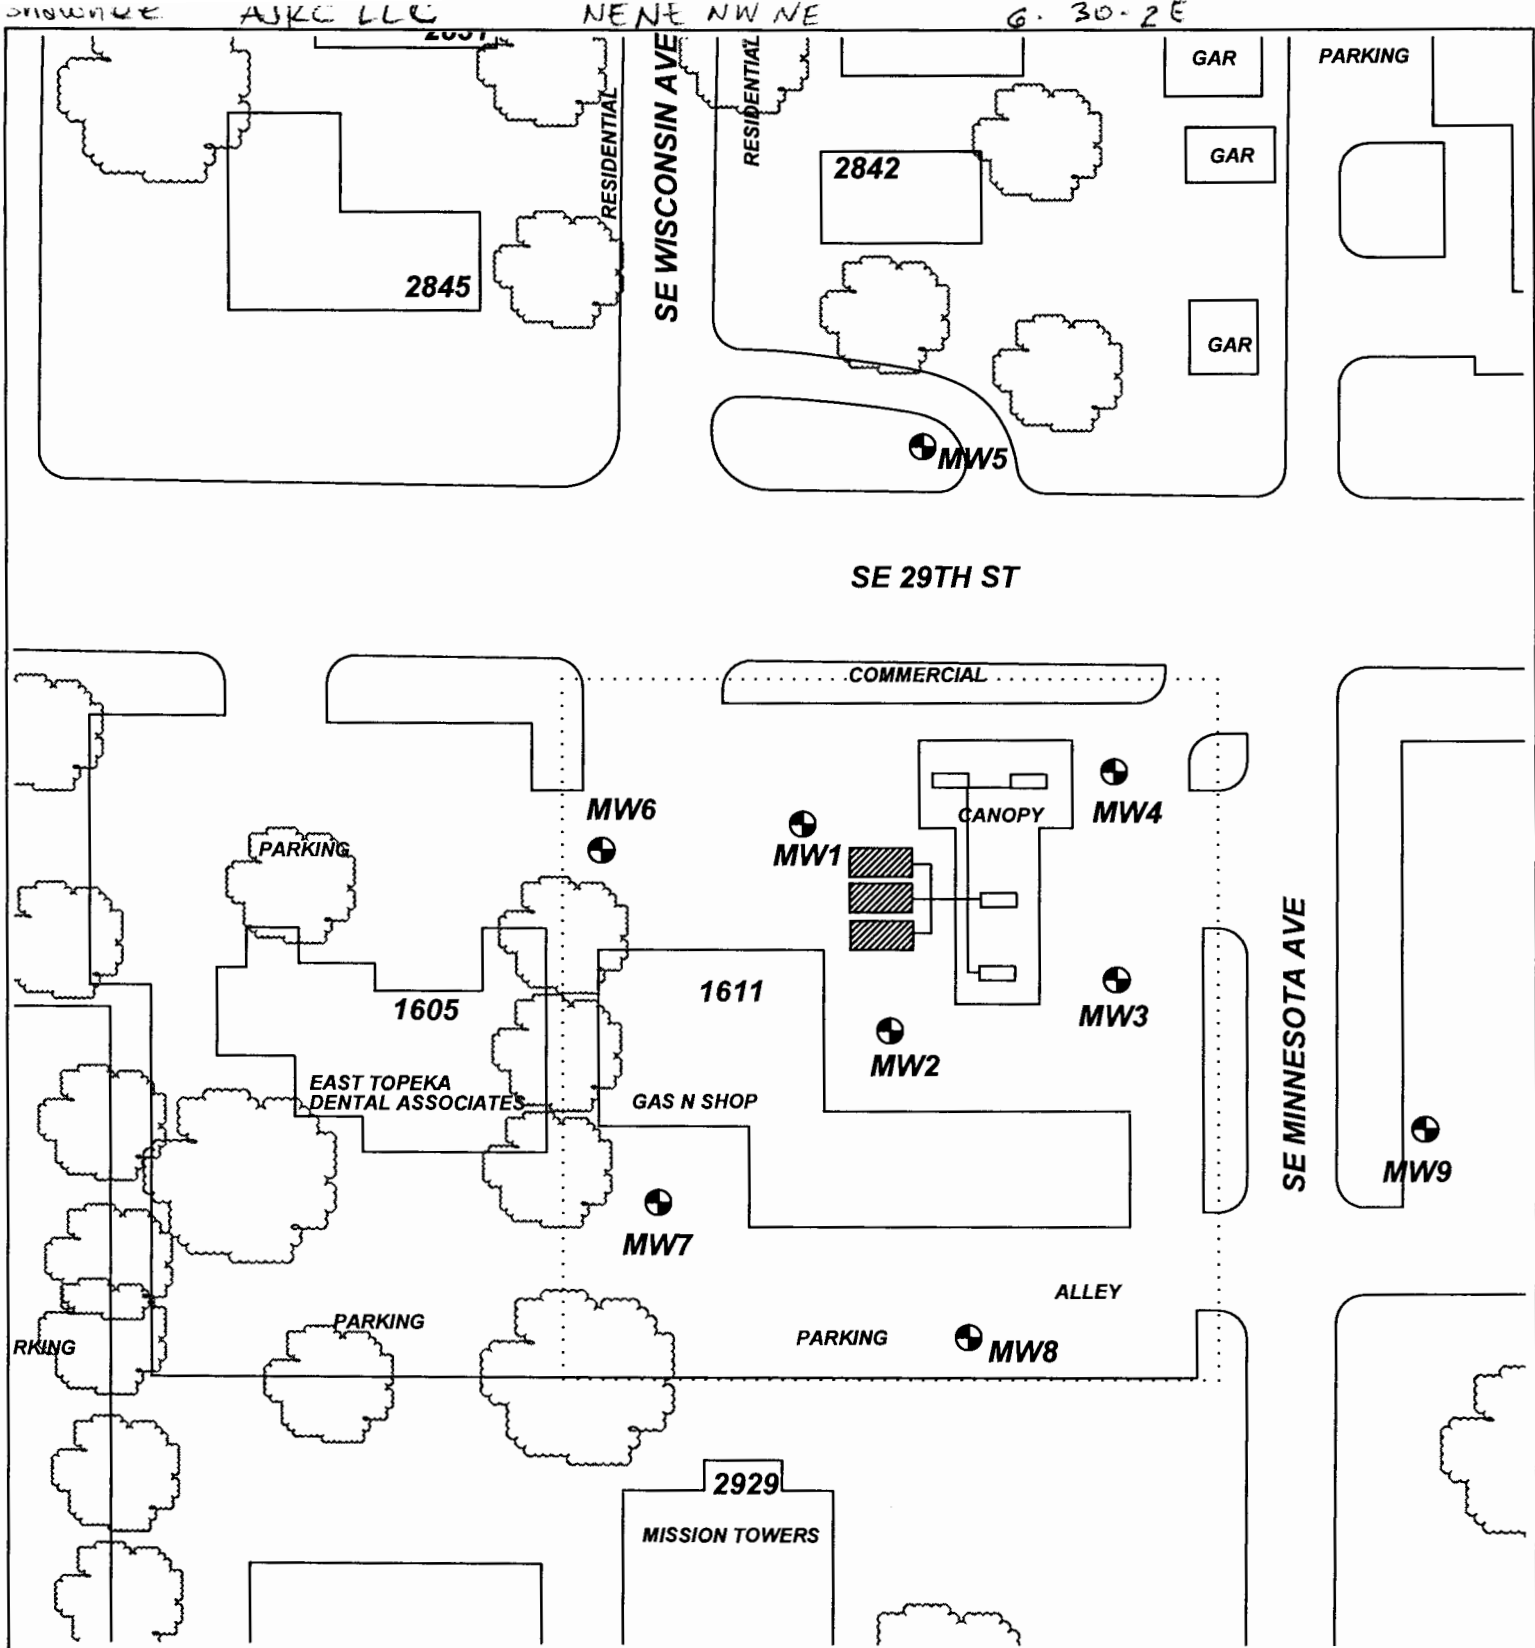 Shawnee AJRC LLC NENE NW NE 6. 30-2E
GAR
PARKING
RESIDENTIAL
SE WISCONSIN AVE
RESIDENTIAL
GAR
2842
2845
GAR
MW5
SE 29TH ST
COMMERCIAL
MW6
MW4
CANOPY
PARKING
MW1
1611
1605
MW3
MW2
SE MINNESOTA AVE
EAST TOPEKA
DENTAL ASSOCIATES
GAS N SHOP
MW9
MW7
ALLEY
PARKING
PARKING
RKING
MW8
2929
MISSION TOWERS